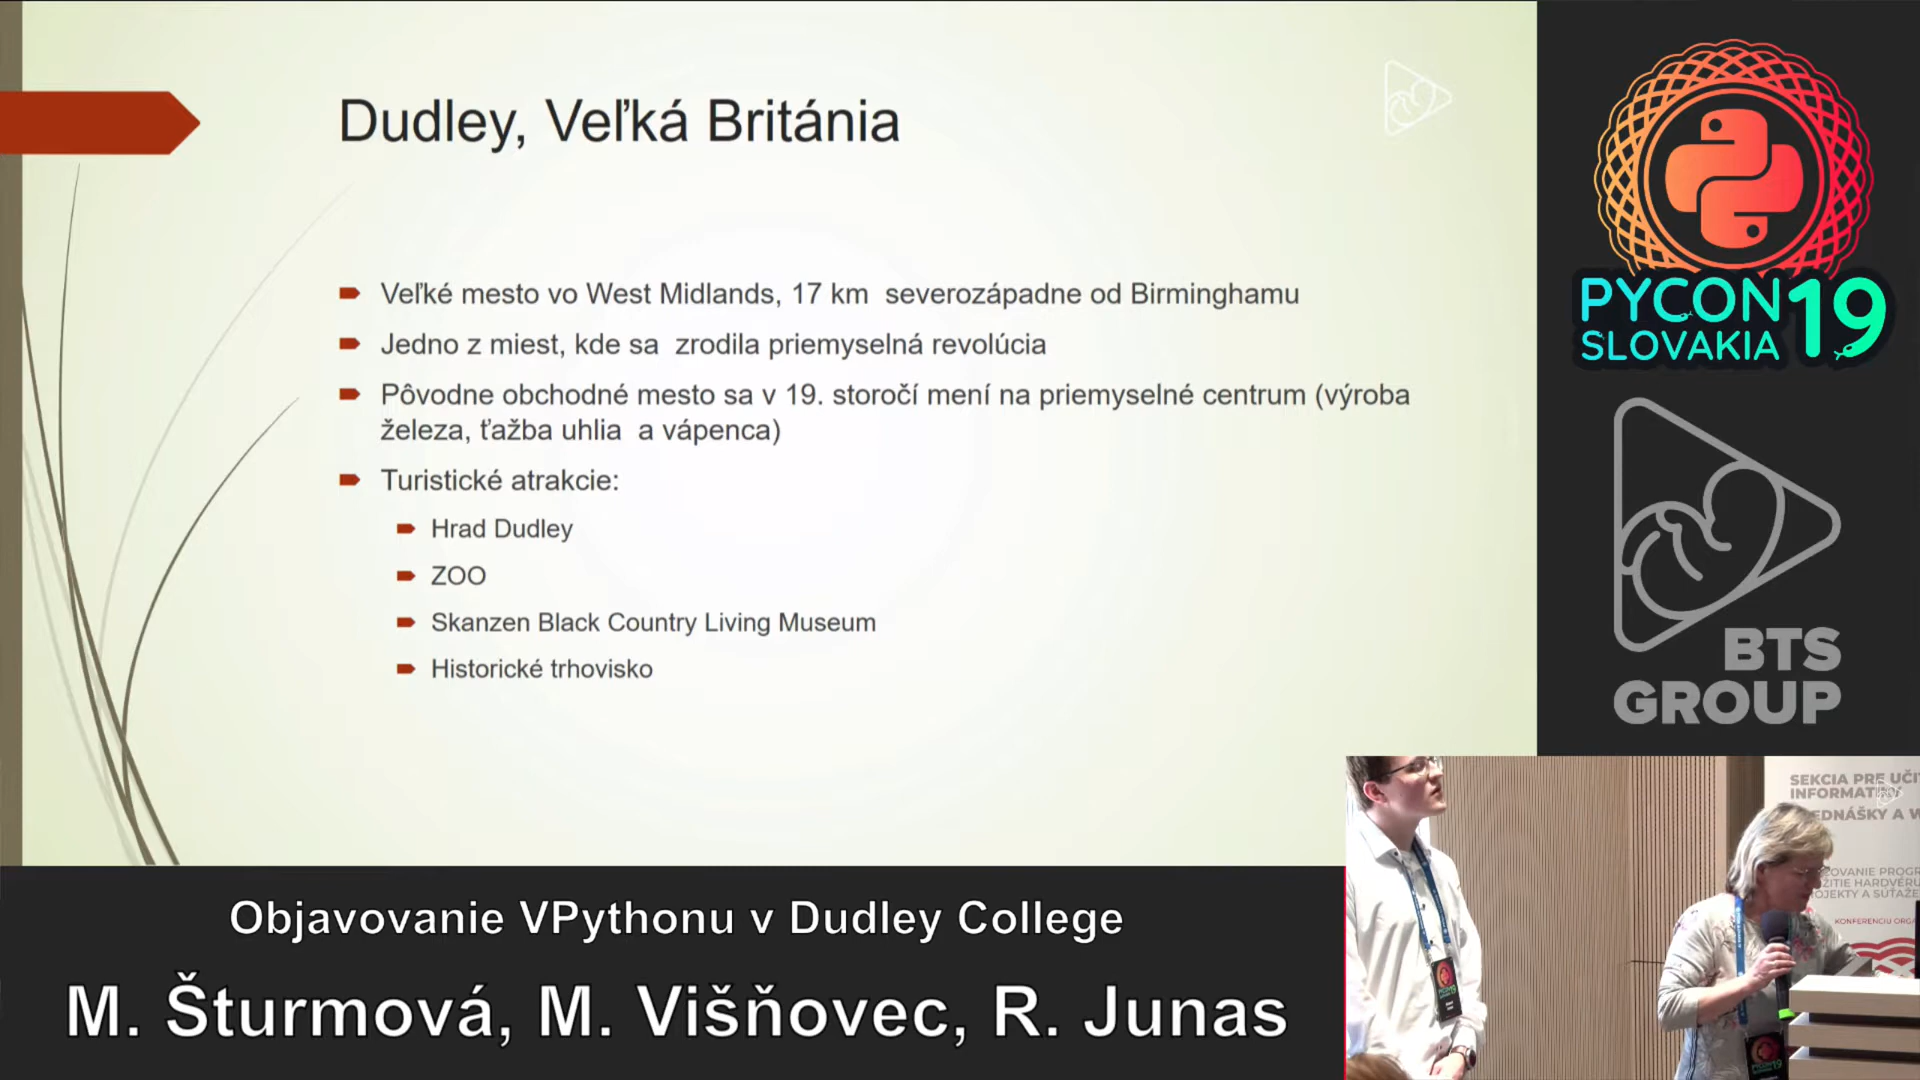 Dudley, Veľká Británia
Veľké mesto vo West Midlands, 17 km severozápadne od Birminghamu
Jedno z miest, kde sa zrodila priemyselná revolúcia
Pôvodne obchodné mesto sa v 19. storočí mení na priemyselné centrum (výroba
železa, ťažba uhlia a vápenca)
Turistické atrakcie:
Hrad Dudley
ZOO
Skanzen Black Country Living Museum
Historické trhovisko
PYCON 19
SLOVAKIA
BTS
GROUP
SEKCIA PRE
KONFERENCIU
Objavovanie VPythonu v Dudley College
M. Šturmová, M. Višňovec, R. Junas